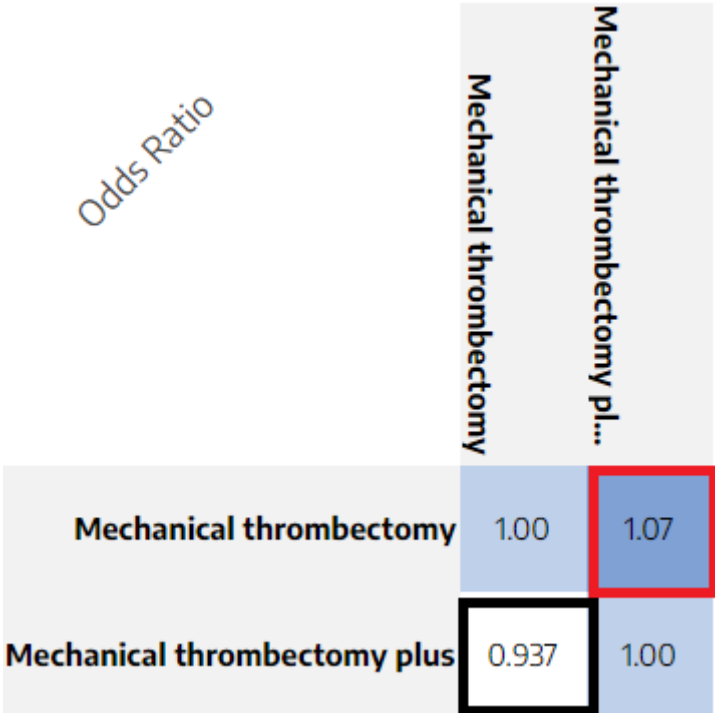 Odds Ratio
Mechanical thrombectomy
Mechanical thrombectomy pl...
Mechanical thrombectomy 1.00 1.07
Mechanical thrombectomy plus 0.937 1.00